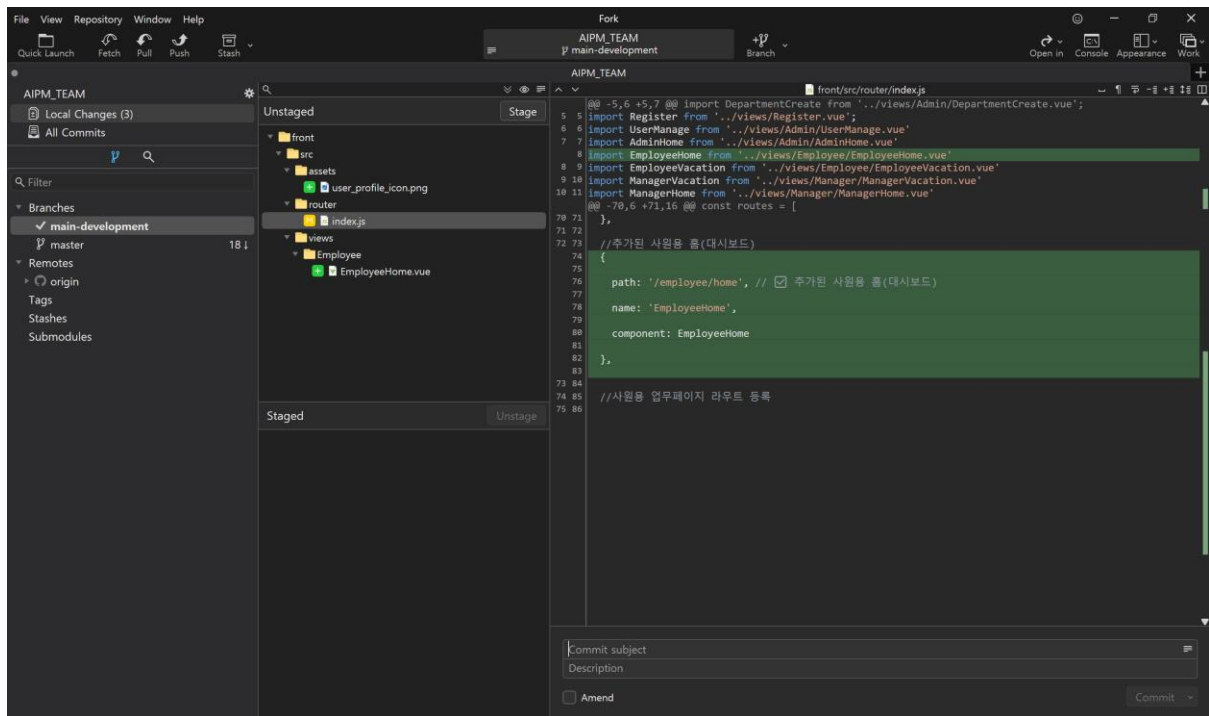 File View Repository Window Help
Fork
Quick Launch Fetch Pull Push Stash
AIPM_TEAM
main-development
Branch
Open in Console Appearance Work
AIPM_TEAM
AIPM_TEAM
Local Changes (3)
All Commits
Filter
Branches
main-development
master 18↓
Remotes
origin
Tags
Stashes
Submodules
Unstaged Stage
front
src
assets
user_profile_icon.png
router
index.js
views
Employee
EmployeeHome.vue
Staged Unstage
front/src/router/index.js
@@ -5,6 +5,7 @@ import DepartmentCreate from '../views/Admin/DepartmentCreate.vue';
5 5 import Register from '../views/Register.vue';
6 6 import UserManage from '../views/Admin/UserManage.vue'
7 7 import AdminHome from '../views/Admin/AdminHome.vue'
8 import EmployeeHome from '../views/Employee/EmployeeHome.vue'
8 9 import EmployeeVacation from '../views/Employee/EmployeeVacation.vue'
9 10 import ManagerVacation from '../views/Manager/ManagerVacation.vue'
10 11 import ManagerHome from '../views/Manager/ManagerHome.vue'
@@ -70,6 +71,16 @@ const routes = [
70 71 },
71 72
72 73 //추가된 사원용 홈(대시보드)
74 {
75
76 path: '/employee/home', // ☑ 추가된 사원용 홈(대시보드)
77
78 name: 'EmployeeHome',
79
80 component: EmployeeHome
81
82 },
83
73 84
74 85 //사원용 업무페이지 라우트 등록
75 86
Commit subject
Description
Amend
Commit